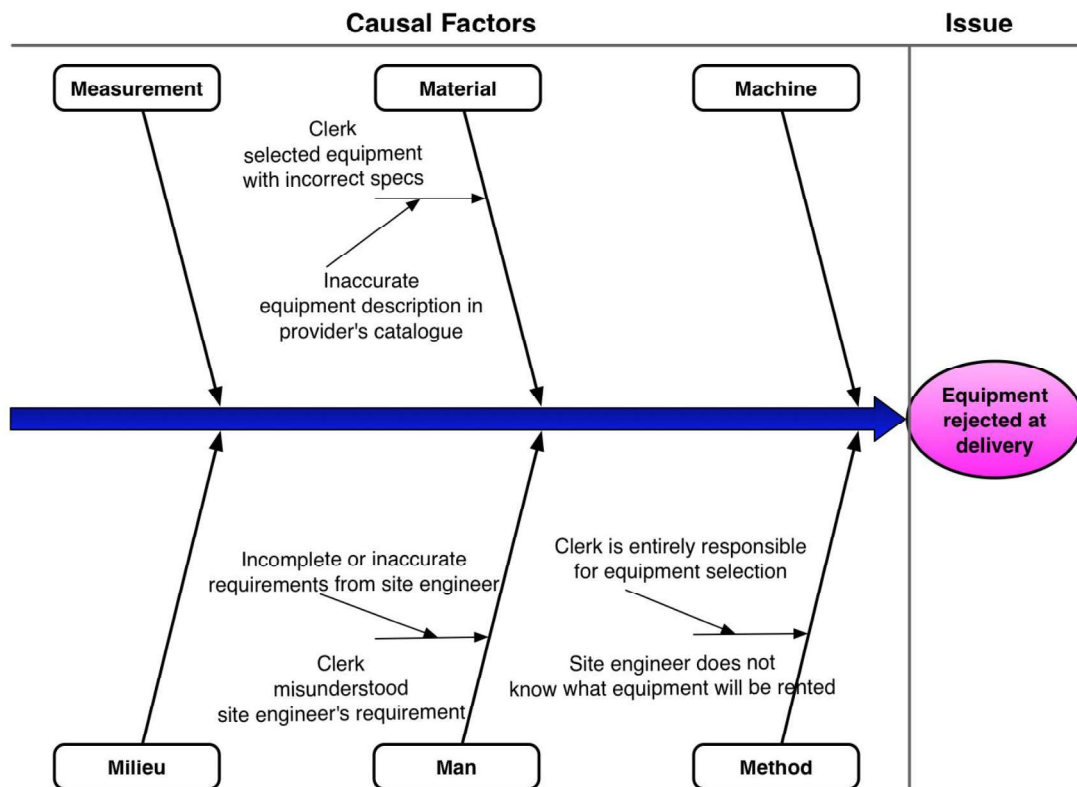 Causal Factors
Issue
Measurement
Material
Machine
Clerk
selected equipment
with incorrect specs
Inaccurate
equipment description in
provider's catalogue
Equipment
rejected at
delivery
Incomplete or inaccurate
requirements from site engineer
Clerk is entirely responsible
for equipment selection
Clerk
misunderstood
site engineer's requirement
Site engineer does not
know what equipment will be rented
Milieu
Man
Method